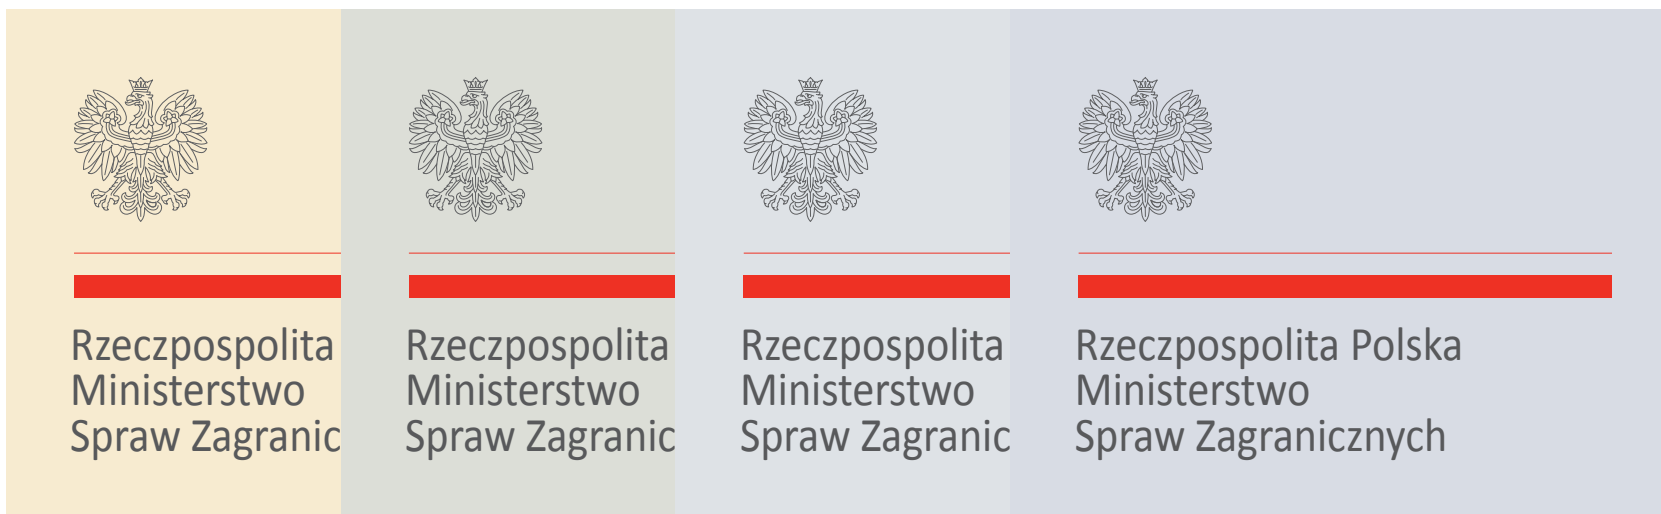 Rzeczpospolita
Ministerstwo
Spraw Zagranic
Rzeczpospolita
Ministerstwo
Spraw Zagranic
Rzeczpospolita
Ministerstwo
Spraw Zagranic
Rzeczpospolita Polska
Ministerstwo
Spraw Zagranicznych